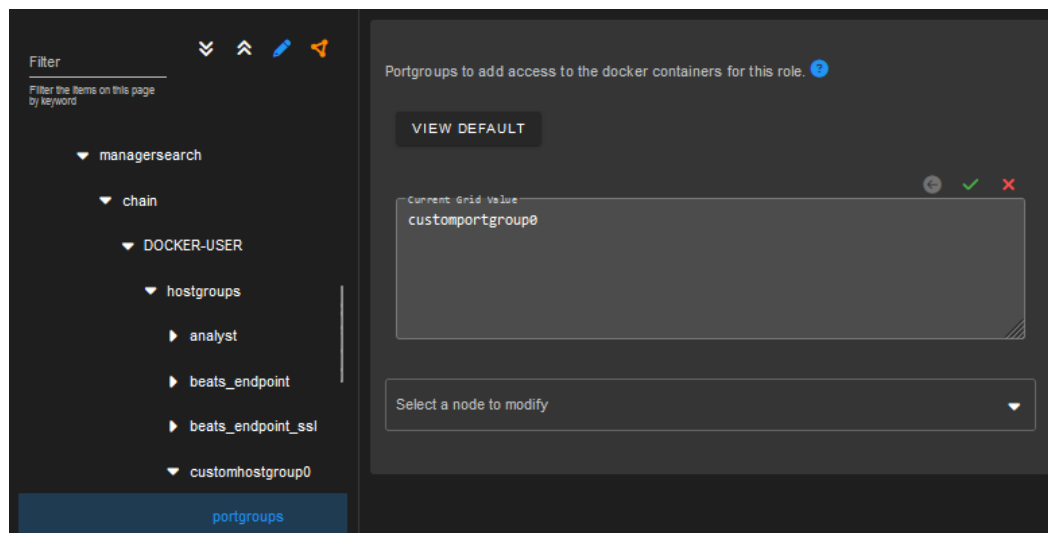 Filter
Filter the items on this page
by keyword
managersearch
chain
DOCKER-USER
hostgroups
analyst
beats_endpoint
beats_endpoint_ssl
customhostgroup0
portgroups
Portgroups to add access to the docker containers for this role. ?
VIEW DEFAULT
Current Grid Value
customportgroup0
Select a node to modify